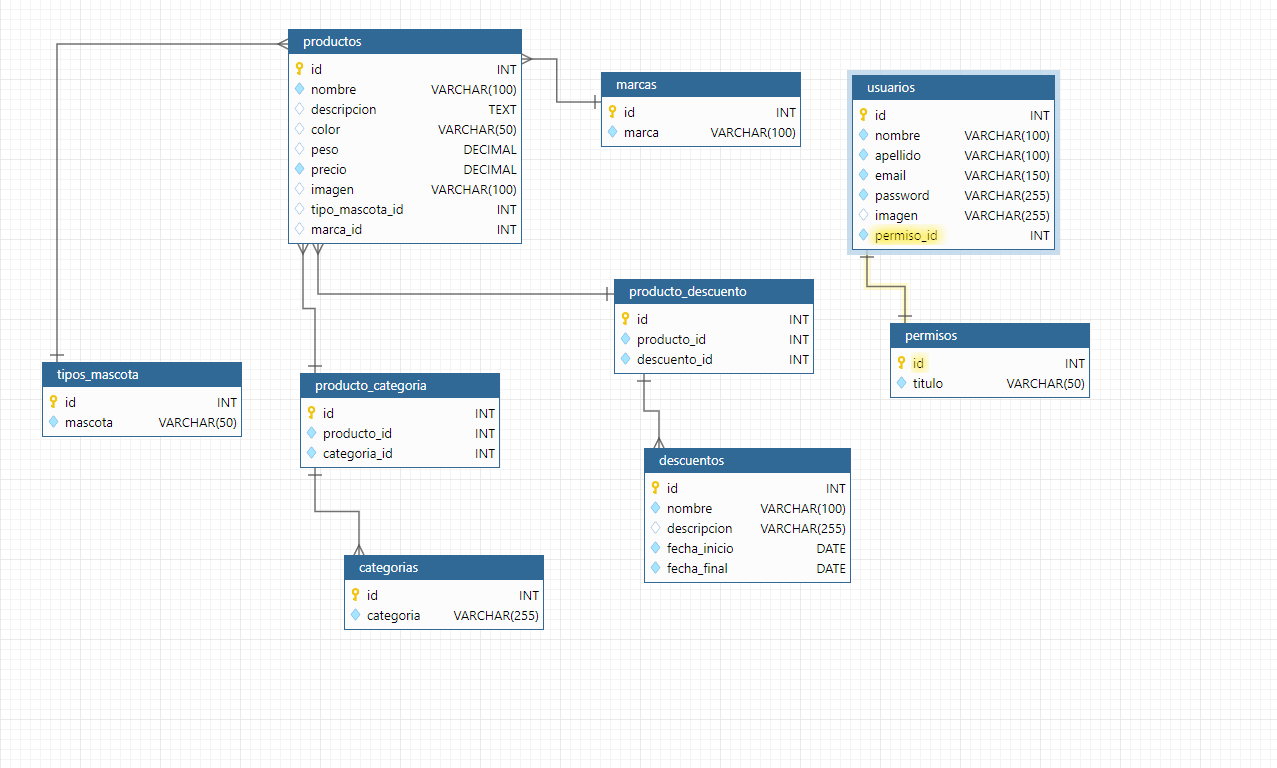 productos
id INT
nombre VARCHAR(100)
descripcion TEXT
color VARCHAR(50)
peso DECIMAL
precio DECIMAL
imagen VARCHAR(100)
tipo_mascota_id INT
marca_id INT
marcas
id INT
marca VARCHAR(100)
usuarios
id INT
nombre VARCHAR(100)
apellido VARCHAR(100)
email VARCHAR(150)
password VARCHAR(255)
imagen VARCHAR(255)
permiso_id INT
producto_descuento
id INT
producto_id INT
descuento_id INT
permisos
id INT
titulo VARCHAR(50)
tipos_mascota
id INT
mascota VARCHAR(50)
producto_categoria
id INT
producto_id INT
categoria_id INT
descuentos
id INT
nombre VARCHAR(100)
descripcion VARCHAR(255)
fecha_inicio DATE
fecha_final DATE
categorias
id INT
categoria VARCHAR(255)